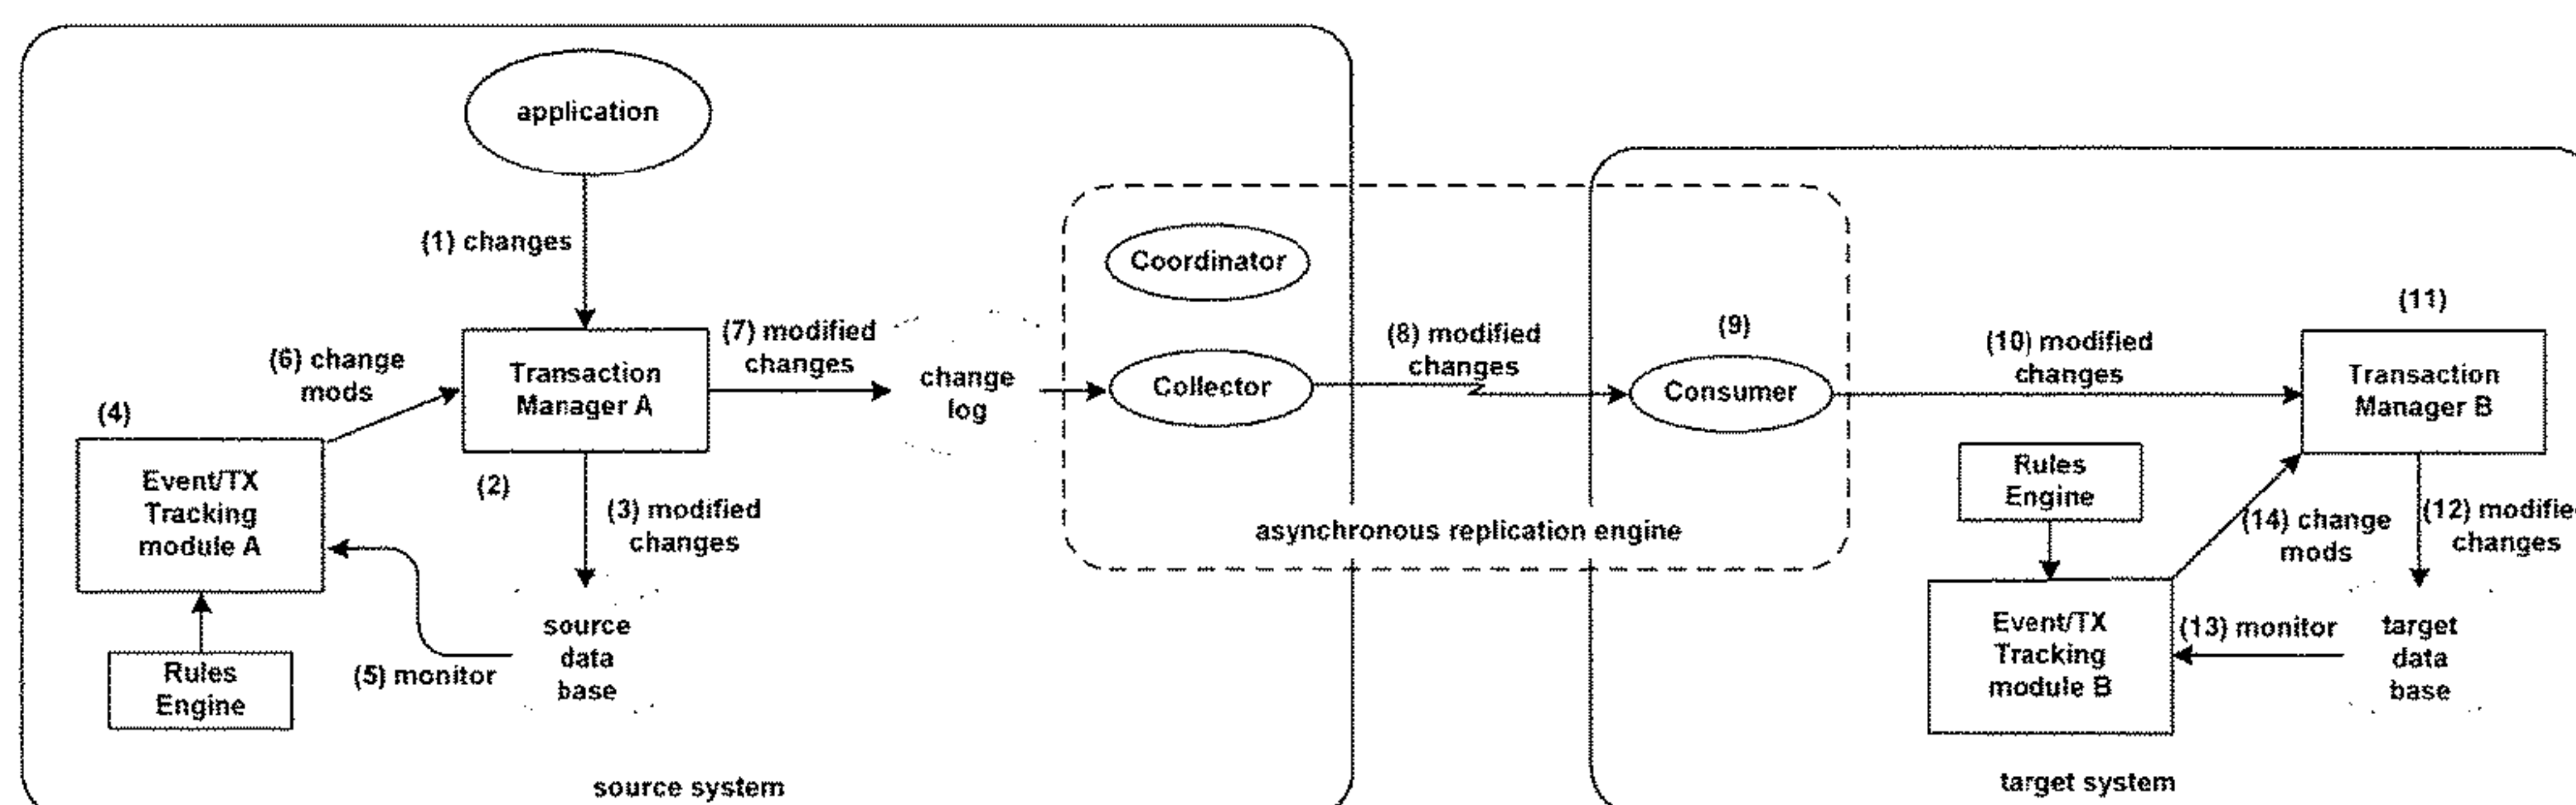 application
(1) changes
Coordinator
(11)
(7) modified
changes
(8) modified
changes
(9)
(10) modified
changes
(6) change
mods
Transaction
Manager A
change
log
Collector
Consumer
Transaction
Manager B
(4)
Event/TX
Tracking
module A
(2)
(3) modified
changes
asynchronous replication engine
Rules
Engine
(14) change
mods
changes
source
data
base
(5) monitor
Rules
Engine
Event/TX
Tracking
module B
(13) monitor
target
data
base
source system
target system